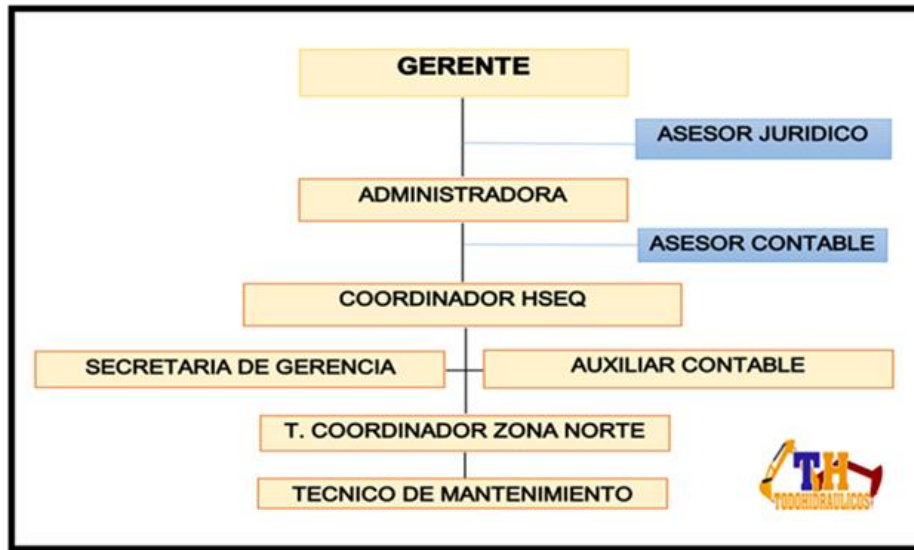 GERENTE
ASESOR JURIDICO
ADMINISTRADORA
ASESOR CONTABLE
COORDINADOR HSEQ
SECRETARIA DE GERENCIA
AUXILIAR CONTABLE
T. COORDINADOR ZONA NORTE
TECNICO DE MANTENIMIENTO
TH
TODOHIDRAULICOS